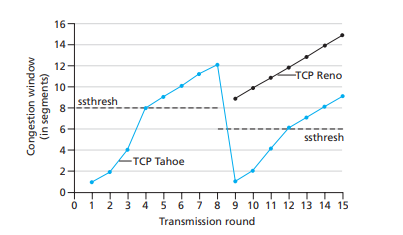 Congestion window
(in segments)
16
14
12
10
8
6
4
2
0
ssthresh
TCP Reno
ssthresh
TCP Tahoe
0 1 2 3 4 5 6 7 8 9 10 11 12 13 14 15
Transmission round